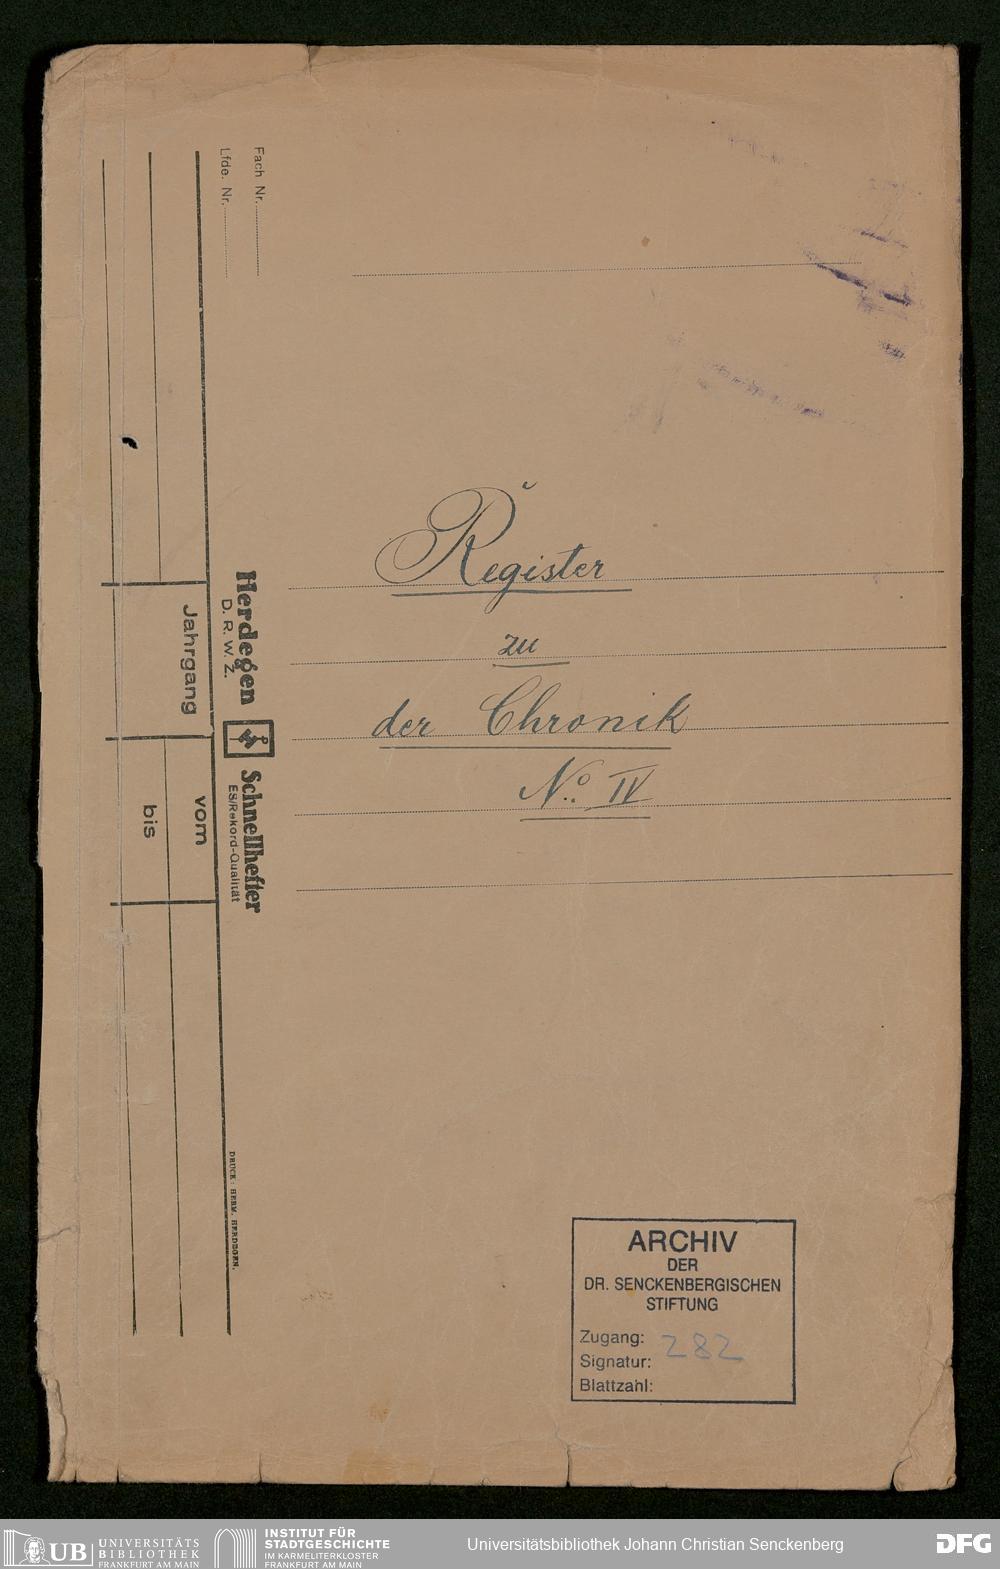 Fach Nr.
Lfde. Nr.
Register
zu
der Chronik
No. IV
Herdegen Schnellhefter
D. R. W. Z.
ES/Rekord-Qualität
Jahrgang
vom
bis
DRUCK: HERM. HERDEGEN.
ARCHIV
DER
DR. SENCKENBERGISCHEN
STIFTUNG
Zugang: 282
Signatur:
Blattzahl:
UB UNIVERSITÄTS
BIBLIOTHEK
FRANKFURT AM MAIN
INSTITUT FÜR
STADTGESCHICHTE
IM KARMELITERKLOSTER
FRANKFURT AM MAIN
Universitätsbibliothek Johann Christian Senckenberg
DFG